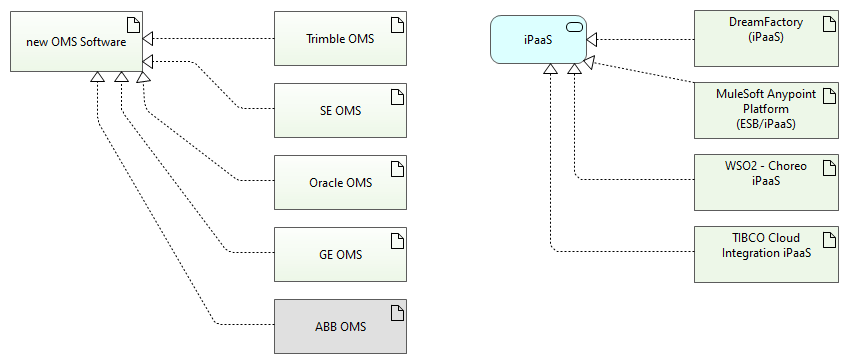 new OMS Software
Trimble OMS
SE OMS
Oracle OMS
GE OMS
ABB OMS
iPaaS
DreamFactory
(iPaaS)
MuleSoft Anypoint
Platform
(ESB/iPaaS)
WSO2 - Choreo
iPaaS
TIBCO Cloud
Integration iPaaS